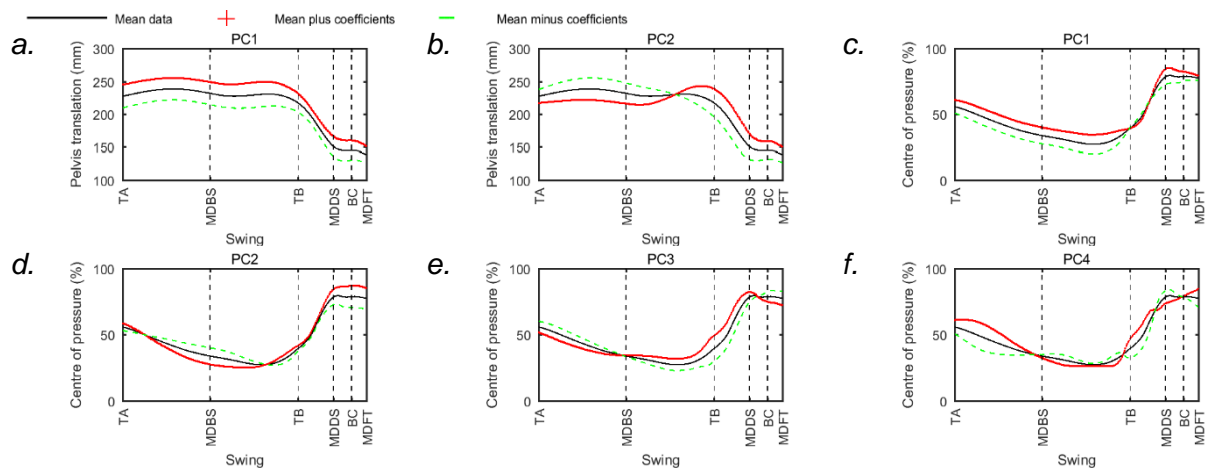 Mean data + Mean plus coefficients Mean minus coefficients
a. PC1
Pelvis translation (mm)
300
250
200
150
100
TA MDBS TB MDDS BC MDFT
Swing
b. PC2
Pelvis translation (mm)
300
250
200
150
100
TA MDBS TB MDDS BC MDFT
Swing
c. PC1
Centre of pressure (%)
100
50
0
TA MDBS TB MDDS BC MDFT
Swing
d. PC2
Centre of pressure (%)
100
50
0
TA MDBS TB MDDS BC MDFT
Swing
e. PC3
Centre of pressure (%)
100
50
0
TA MDBS TB MDDS BC MDFT
Swing
f. PC4
Centre of pressure (%)
100
50
0
TA MDBS TB MDDS BC MDFT
Swing